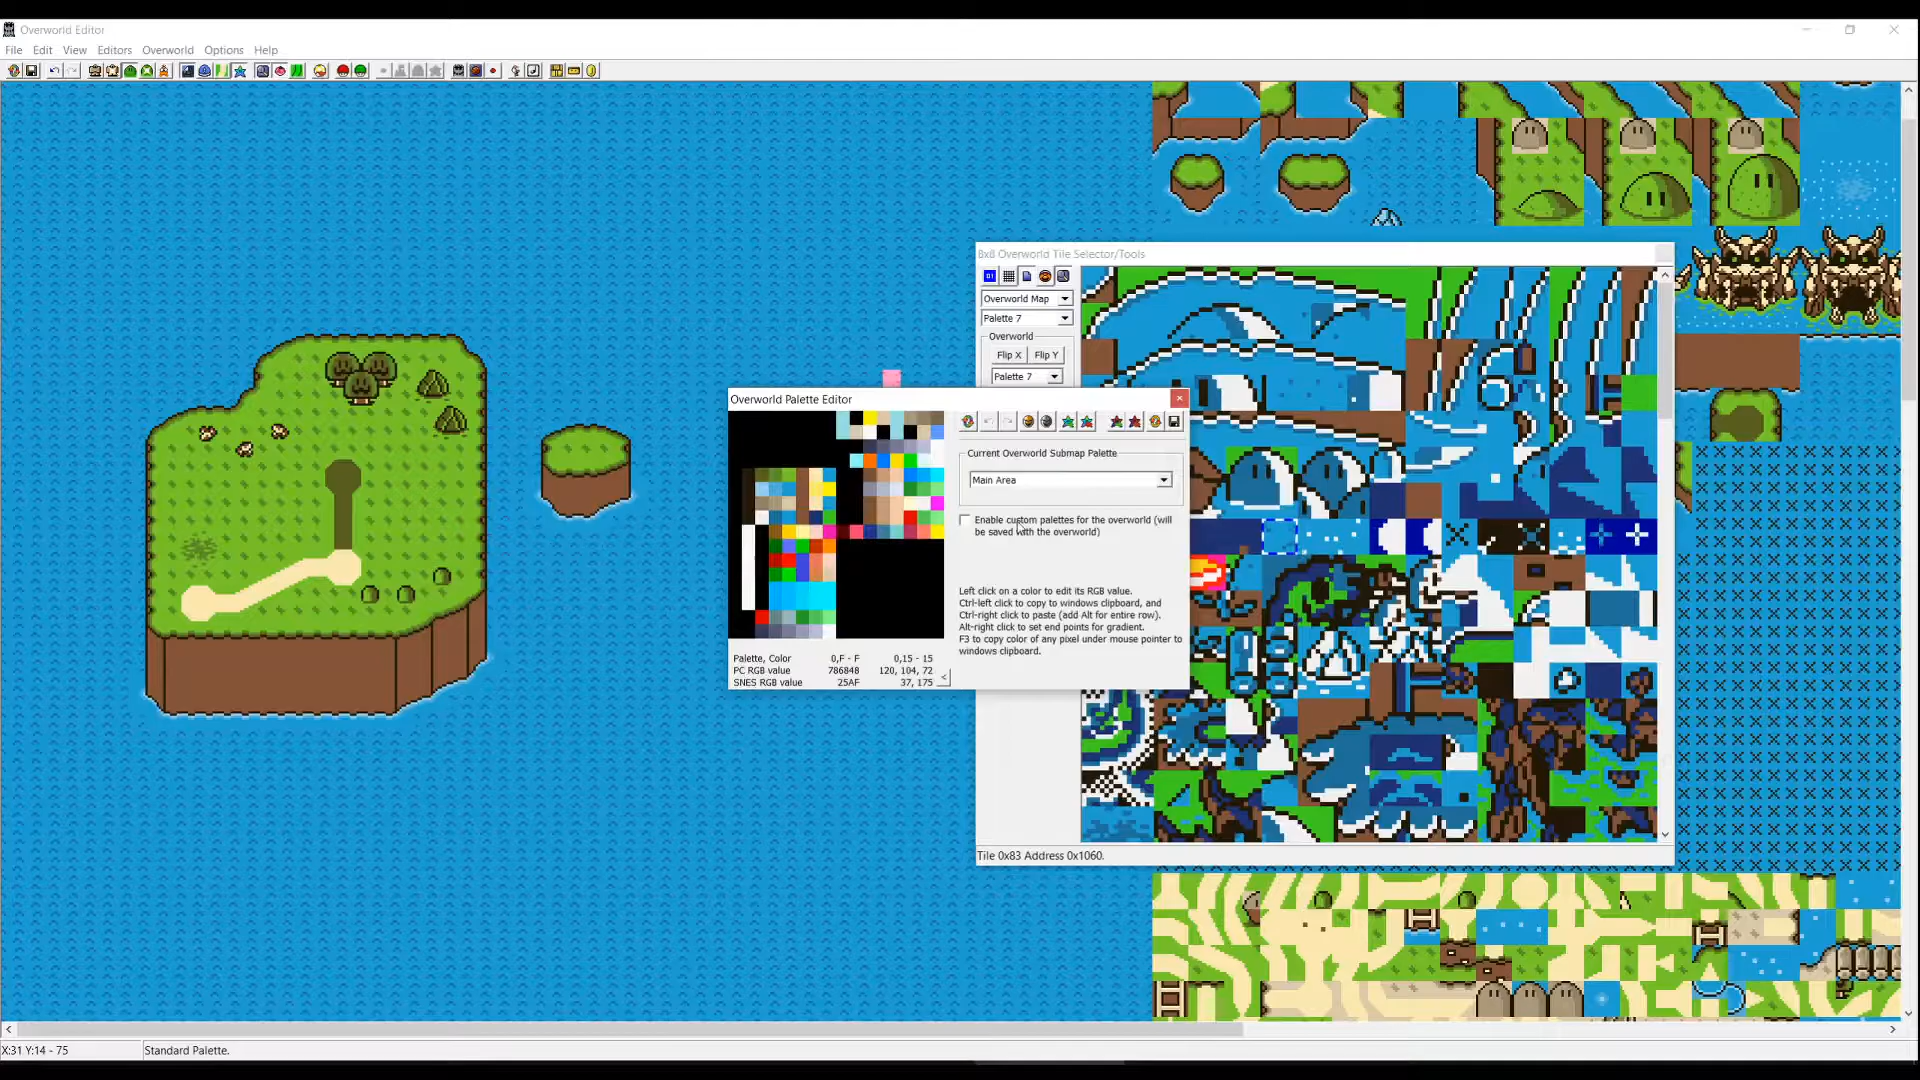 Overworld Editor
File Edit View Editors Overworld Options Help
8x8 Overworld Tile Selector/Tools
01
Overworld Map
Palette 7
Overworld
Flip X Flip Y
Palette 7
Overworld Palette Editor
Current Overworld Submap Palette
Main Area
Enable custom palettes for the overworld (will
be saved with the overworld)
Left click on a color to edit its RGB value.
Ctrl-left click to copy to windows clipboard, and
Ctrl-right click to paste (add Alt for entire row).
Alt-right click to set end points for gradient.
F3 to copy color of any pixel under mouse pointer to
windows clipboard.
Palette, Color 0,F - F 0,15 - 15
PC RGB value 786848 120, 104, 72
SNES RGB value 25AF 37, 175 <
Tile 0x83 Address 0x1060.
X:31 Y:14 - 75 Standard Palette.